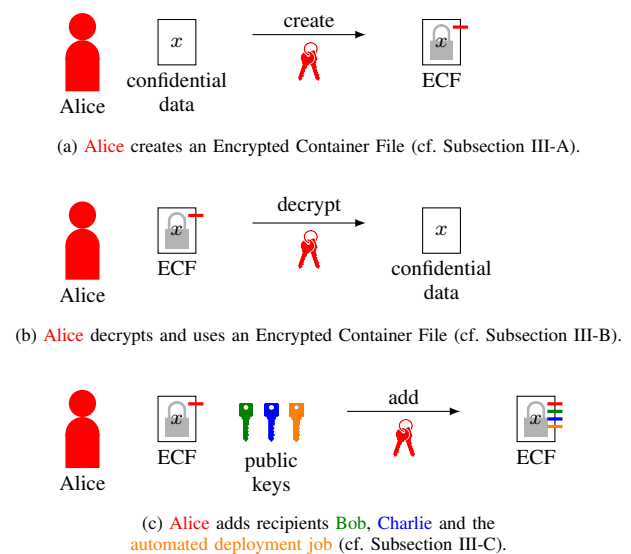 create
x
x
confidential
data
ECF
Alice
(a) Alice creates an Encrypted Container File (cf. Subsection III-A).
decrypt
x
x
ECF
confidential
data
Alice
(b) Alice decrypts and uses an Encrypted Container File (cf. Subsection III-B).
add
x
x
ECF
public
keys
ECF
Alice
(c) Alice adds recipients Bob, Charlie and the
automated deployment job (cf. Subsection III-C).